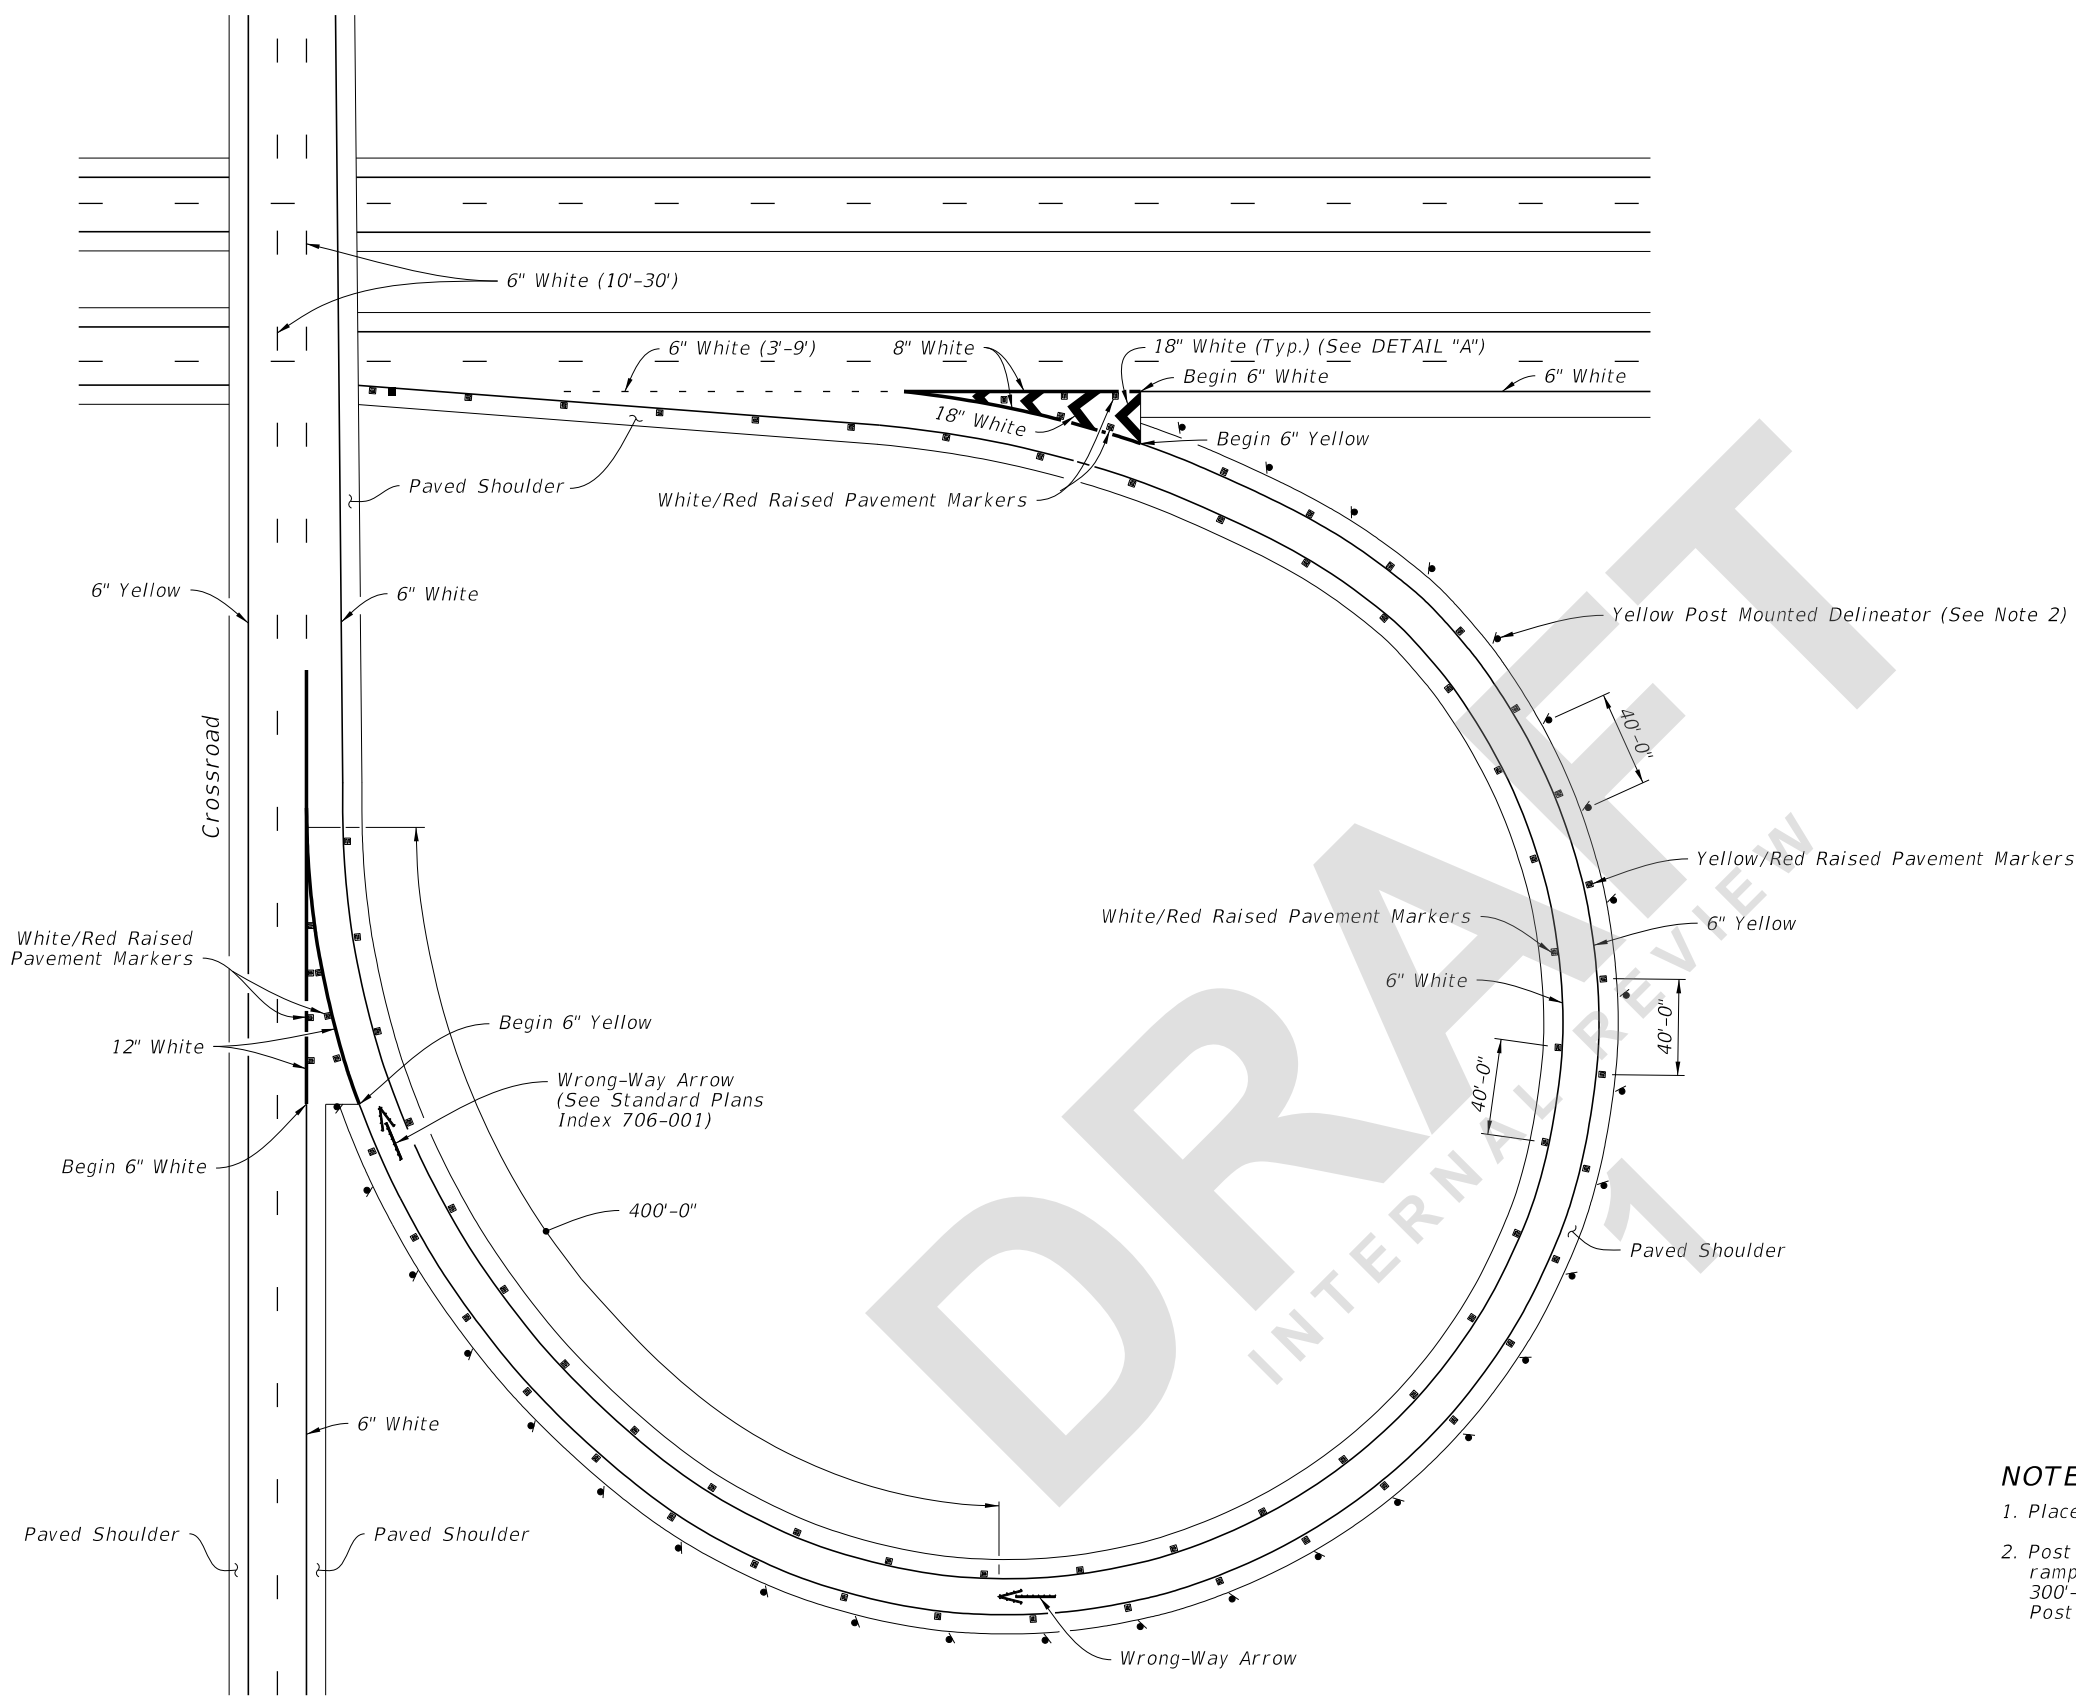 6" White (10'-30')
6" White (3'-9')
8" White
18" White (Typ.) (See DETAIL "A")
Begin 6" White
6" White
18" White
Begin 6" Yellow
Paved Shoulder
White/Red Raised Pavement Markers
6" Yellow
6" White
Yellow Post Mounted Delineator (See Note 2)
40'-0"
Crossroad
Yellow/Red Raised Pavement Markers
White/Red Raised Pavement Markers
6" Yellow
White/Red Raised
Pavement Markers
6" White
Begin 6" Yellow
40'-0"
12" White
40'-0"
Wrong-Way Arrow
(See Standard Plans
Index 706-001)
Begin 6" White
400'-0"
Paved Shoulder
6" White
Paved Shoulder
Paved Shoulder
Wrong-Way Arrow
NOTE
1. Place
2. Post
ramp
300'-
Post
DRAFT
INTERNAL REVIEW
1